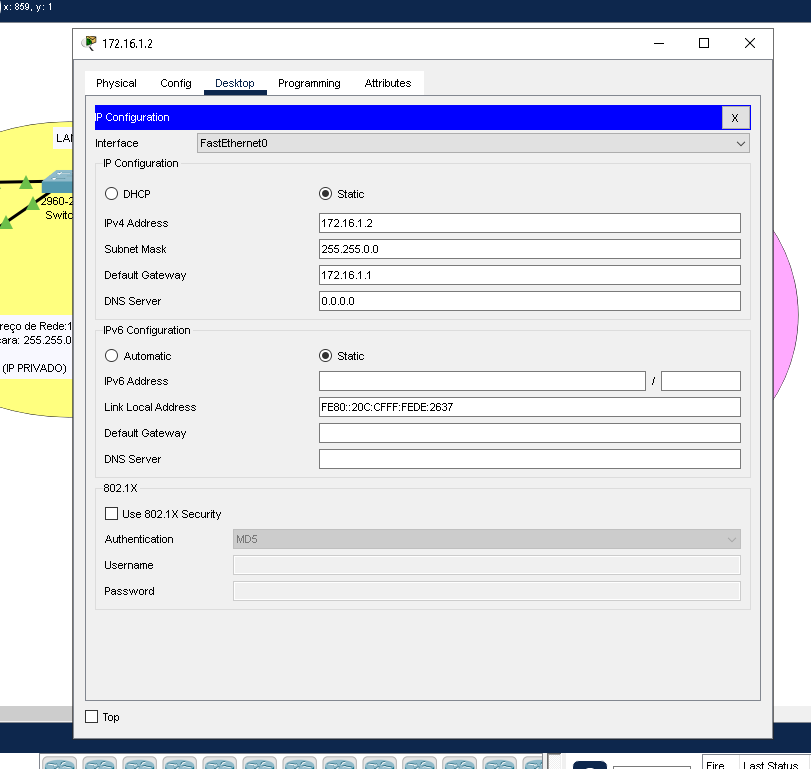 x: 859, y: 1
172.16.1.2
Physical Config Desktop Programming Attributes
IP Configuration X
Interface FastEthernet0
IP Configuration
DHCP Static
IPv4 Address 172.16.1.2
Subnet Mask 255.255.0.0
Default Gateway 172.16.1.1
DNS Server 0.0.0.0
IPv6 Configuration
Automatic Static
IPv6 Address /
Link Local Address FE80::20C:CFFF:FEDE:2637
Default Gateway
DNS Server
802.1X
Use 802.1X Security
Authentication MD5
Username
Password
Top
LA
2960-2
Switc
reço de Rede:1
cara: 255.255.0
(IP PRIVADO)
Fire Last Status